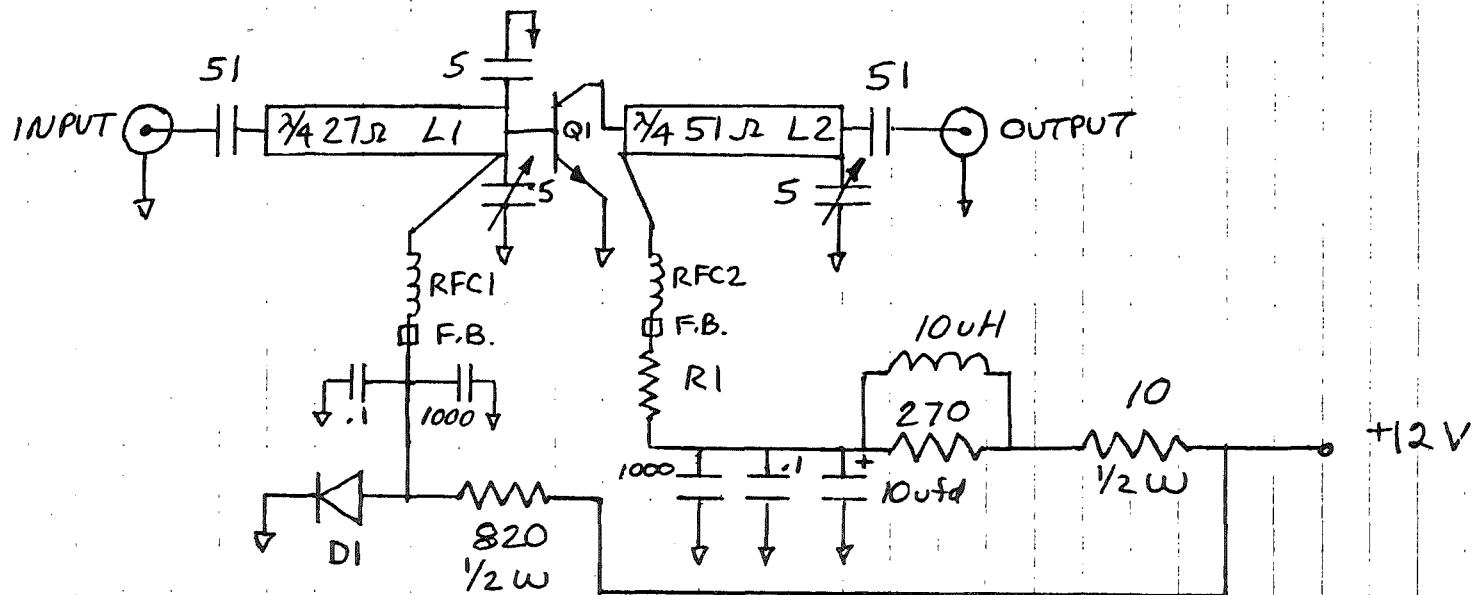 51
5
51
INPUT
λ/4 27Ω L1
Q1
λ/4 51Ω L2
OUTPUT
5
5
RFC1
RFC2
F.B.
F.B.
10uH
R1
270
10
+12V
.1
1000
1000
.1
+
10ufd
1/2 W
D1
820
1/2 W